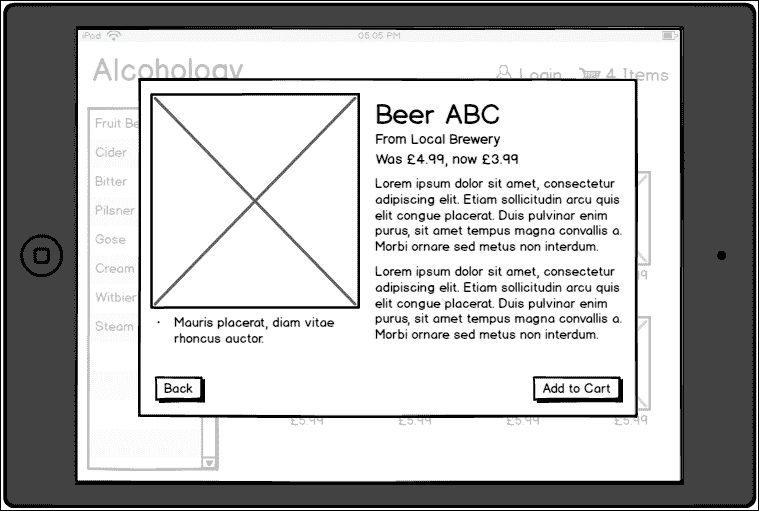 iPod 05:05 PM
Alcohology Login 4 Items
Fruit Be
Cider
Bitter
Pilsner
Gose
Cream
Witbier
Steam
Beer ABC
From Local Brewery
Was £4.99, now £3.99
Lorem ipsum dolor sit amet, consectetur
adipiscing elit. Etiam sollicitudin arcu quis
elit congue placerat. Duis pulvinar enim
purus, sit amet tempus magna convallis a.
Morbi ornare sed metus non interdum.
Lorem ipsum dolor sit amet, consectetur
adipiscing elit. Etiam sollicitudin arcu quis
elit congue placerat. Duis pulvinar enim
purus, sit amet tempus magna convallis a.
Morbi ornare sed metus non interdum.
· Mauris placerat, diam vitae
rhoncus auctor.
Back Add to Cart
£5.99 £5.99 £5.99 £5.99